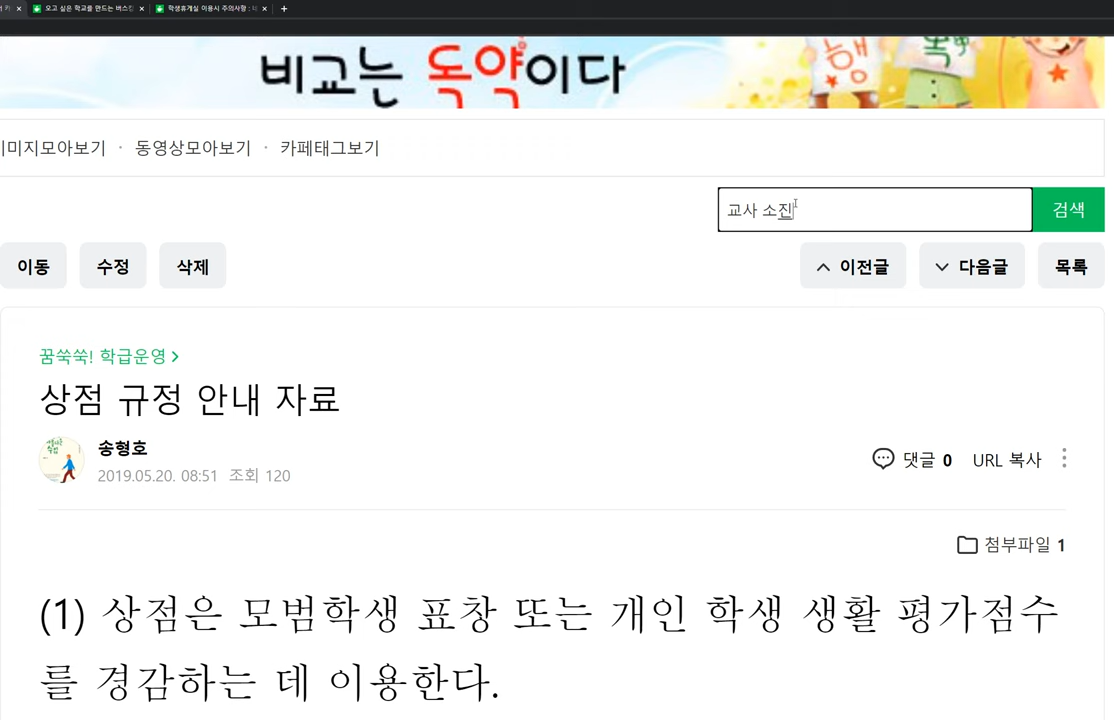 오고 싶은 학교를 만드는 버스킹
학생휴게실 이용시 주의사항 :
비교는 독약이다
행 복
이미지모아보기 · 동영상모아보기 · 카페태그보기
교사 소진 검색
이동 수정 삭제 이전글 다음글 목록
꿈쑥쑥! 학급운영 >
상점 규정 안내 자료
송형호
2019.05.20. 08:51 조회 120
댓글 0 URL 복사
첨부파일 1
(1) 상점은 모범학생 표창 또는 개인 학생 생활 평가점수
를 경감하는 데 이용한다.